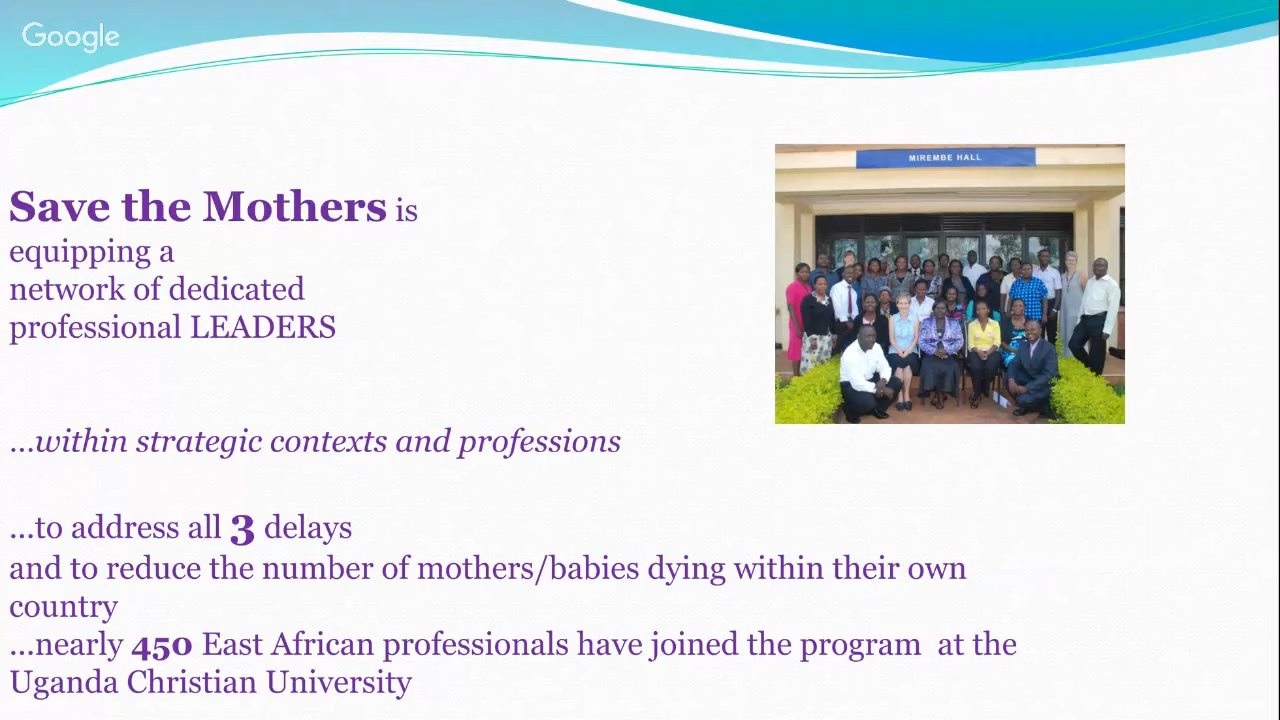 Google
MIREMBE HALL
Save the Mothers is
equipping a
network of dedicated
professional LEADERS
...within strategic contexts and professions
...to address all 3 delays
and to reduce the number of mothers/babies dying within their own
country
...nearly 450 East African professionals have joined the program  at the
Uganda Christian University